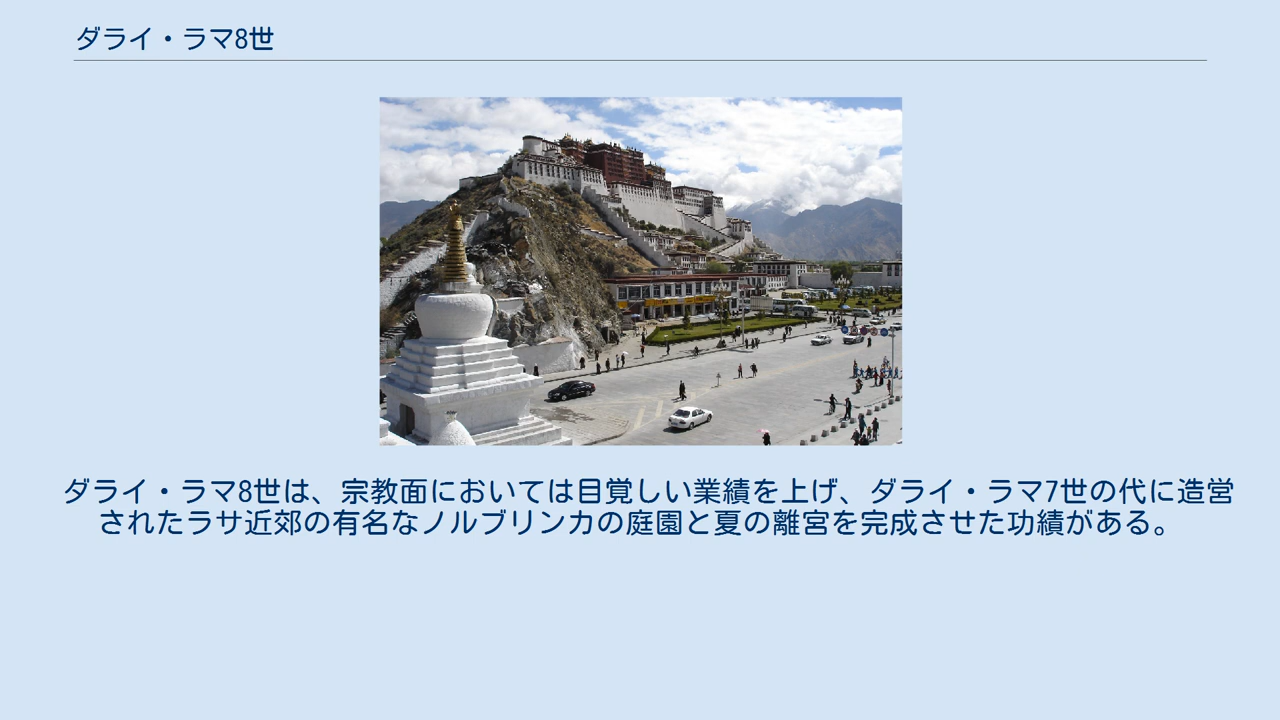 ダライ・ラマ8世
ダライ・ラマ8世は、宗教面においては目覚しい業績を上げ、ダライ・ラマ7世の代に造営
されたラサ近郊の有名なノルブリンカの庭園と夏の離宮を完成させた功績がある。